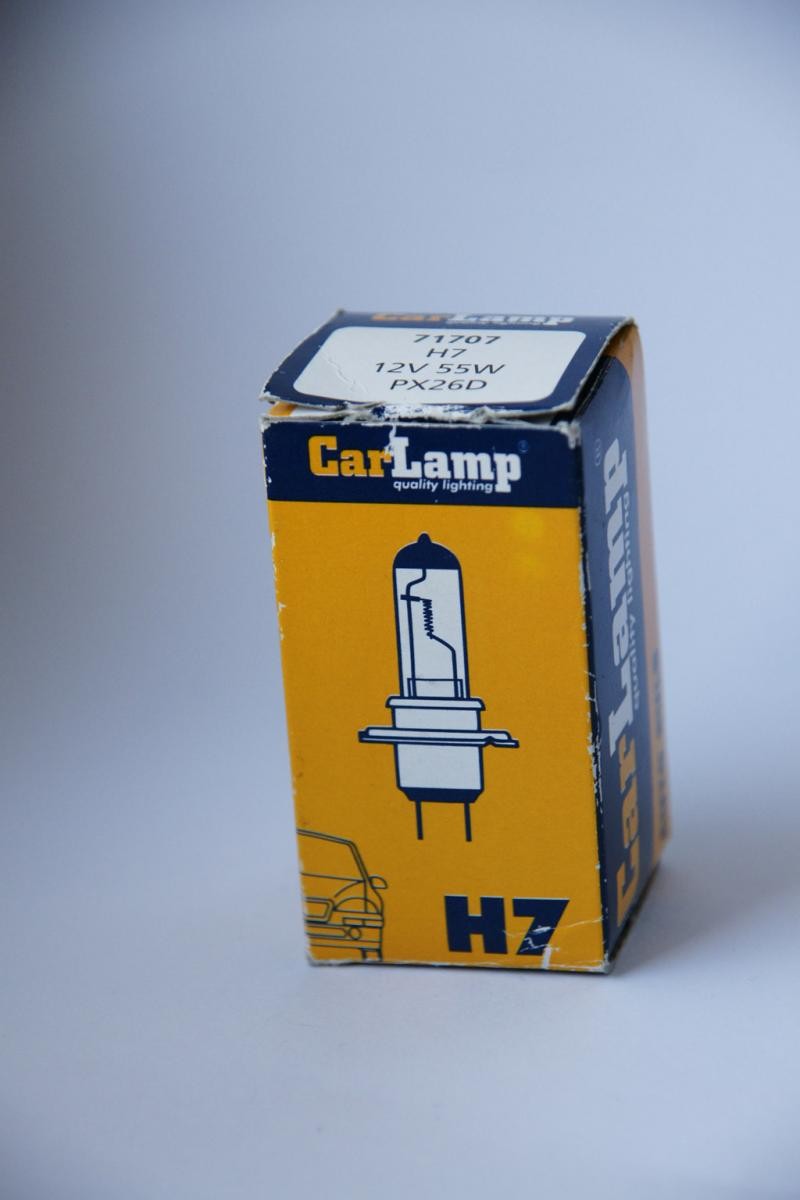 CarLamp
71707
H7
12V 55W
PX26D
CarLamp®
quality lighting
H7
CarLamp®
quality lighting